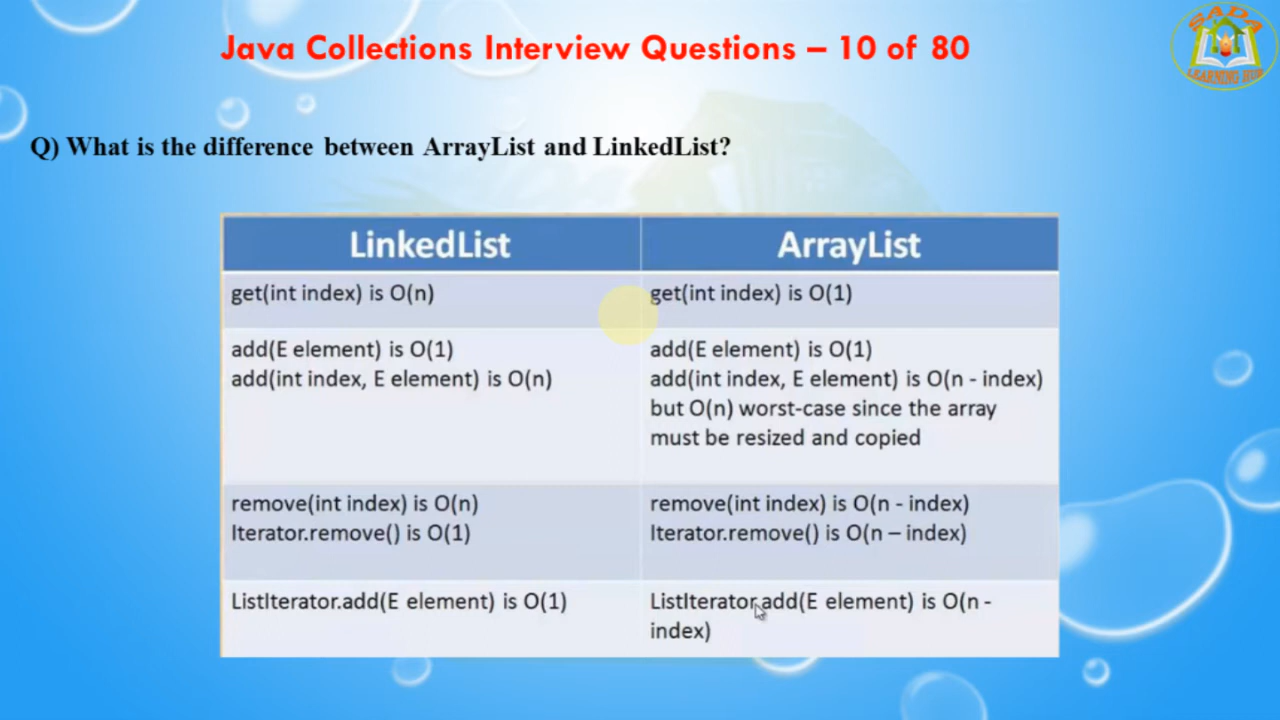 Java Collections Interview Questions – 10 of 80
SADA
LEARNING HUB
Q) What is the difference between ArrayList and LinkedList?
LinkedList
ArrayList
get(int index) is O(n)
get(int index) is O(1)
add(E element) is O(1)
add(int index, E element) is O(n)
add(E element) is O(1)
add(int index, E element) is O(n - index)
but O(n) worst-case since the array
must be resized and copied
remove(int index) is O(n)
Iterator.remove() is O(1)
remove(int index) is O(n - index)
Iterator.remove() is O(n – index)
ListIterator.add(E element) is O(1)
ListIterator.add(E element) is O(n -
index)